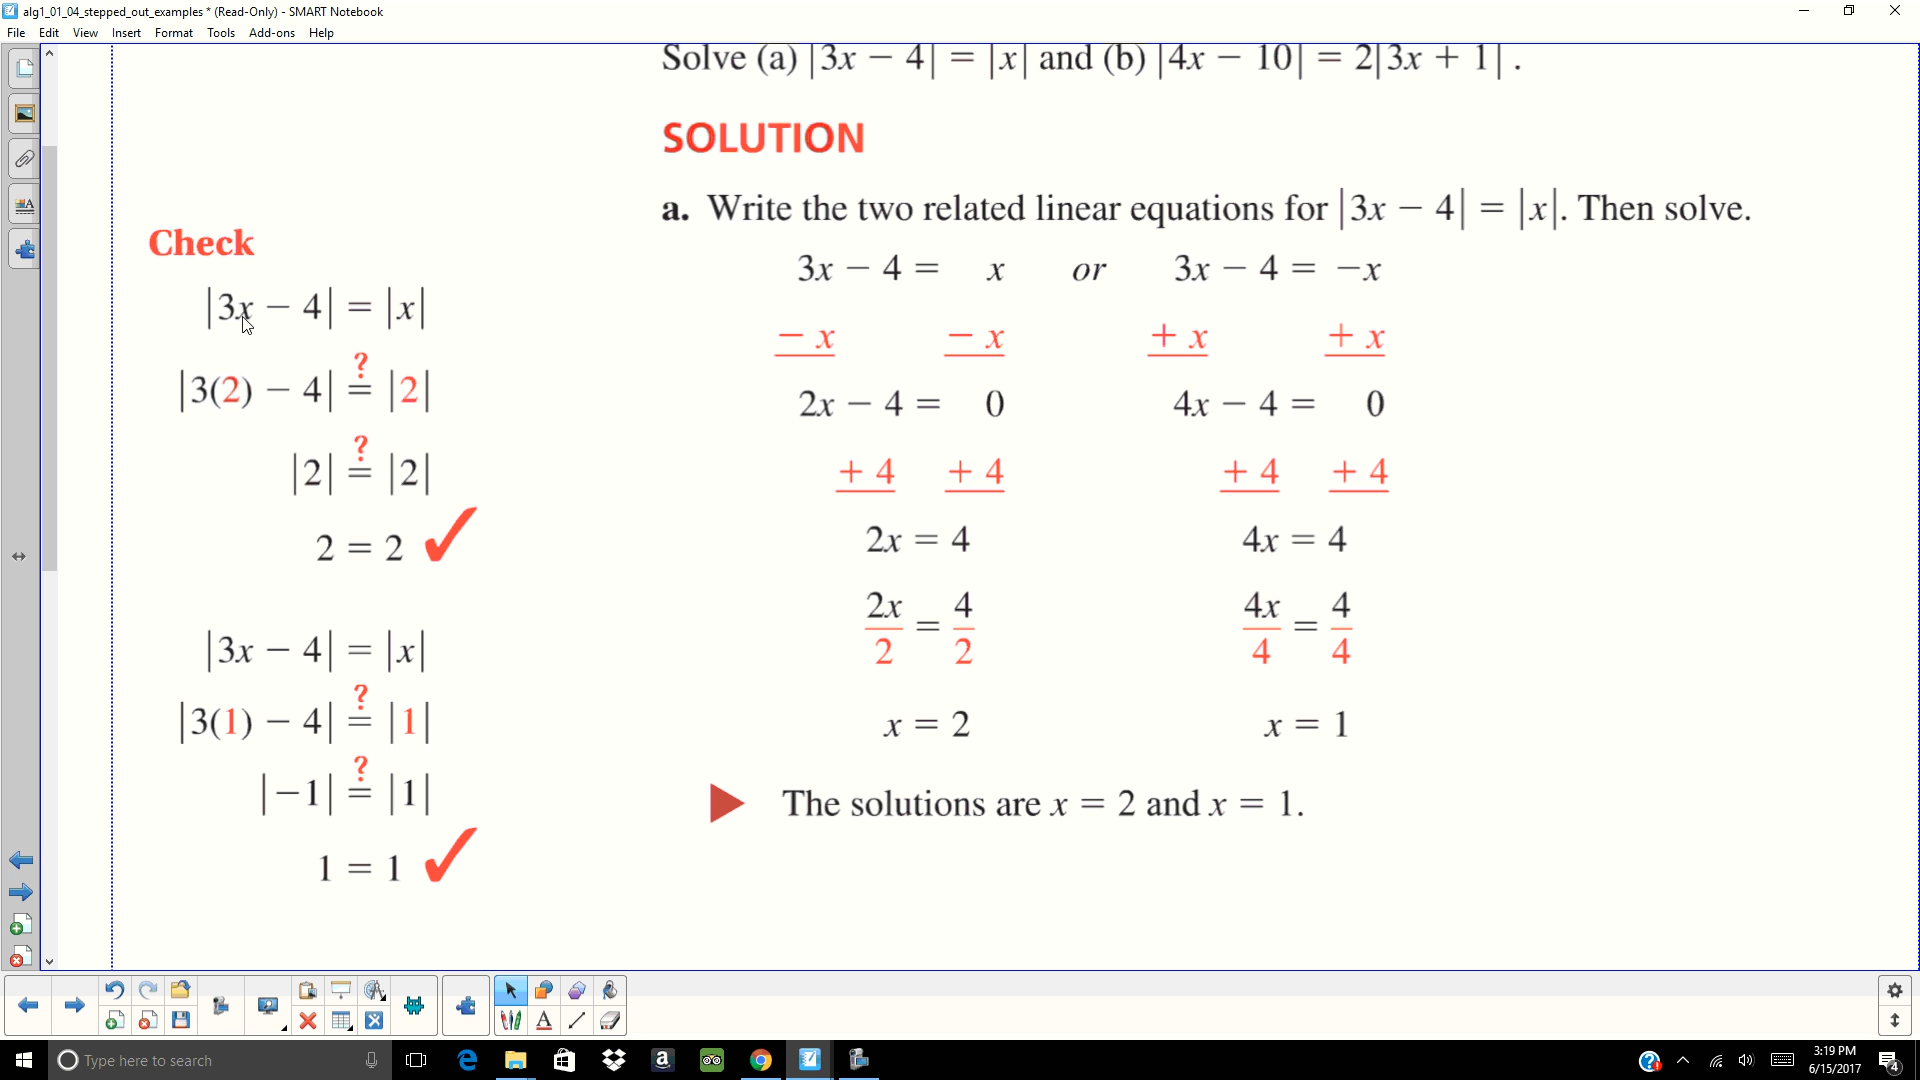 alg1_01_04_stepped_out_examples * (Read-Only) - SMART Notebook
File Edit View Insert Format Tools Add-ons Help
Solve (a) |3x − 4| = |x| and (b) |4x − 10| = 2|3x + 1| .
SOLUTION
a. Write the two related linear equations for |3x − 4| = |x|. Then solve.
3x − 4 = x or 3x − 4 = −x
− x − x + x + x
2x − 4 = 0 4x − 4 = 0
+ 4 + 4 + 4 + 4
2x = 4 4x = 4
2x/2 = 4/2 4x/4 = 4/4
x = 2 x = 1
The solutions are x = 2 and x = 1.
Check
|3x − 4| = |x|
|3(2) − 4| ≟ |2|
|2| ≟ |2|
2 = 2 ✓
|3x − 4| = |x|
|3(1) − 4| ≟ |1|
|−1| ≟ |1|
1 = 1 ✓
Type here to search
3:19 PM
6/15/2017
4